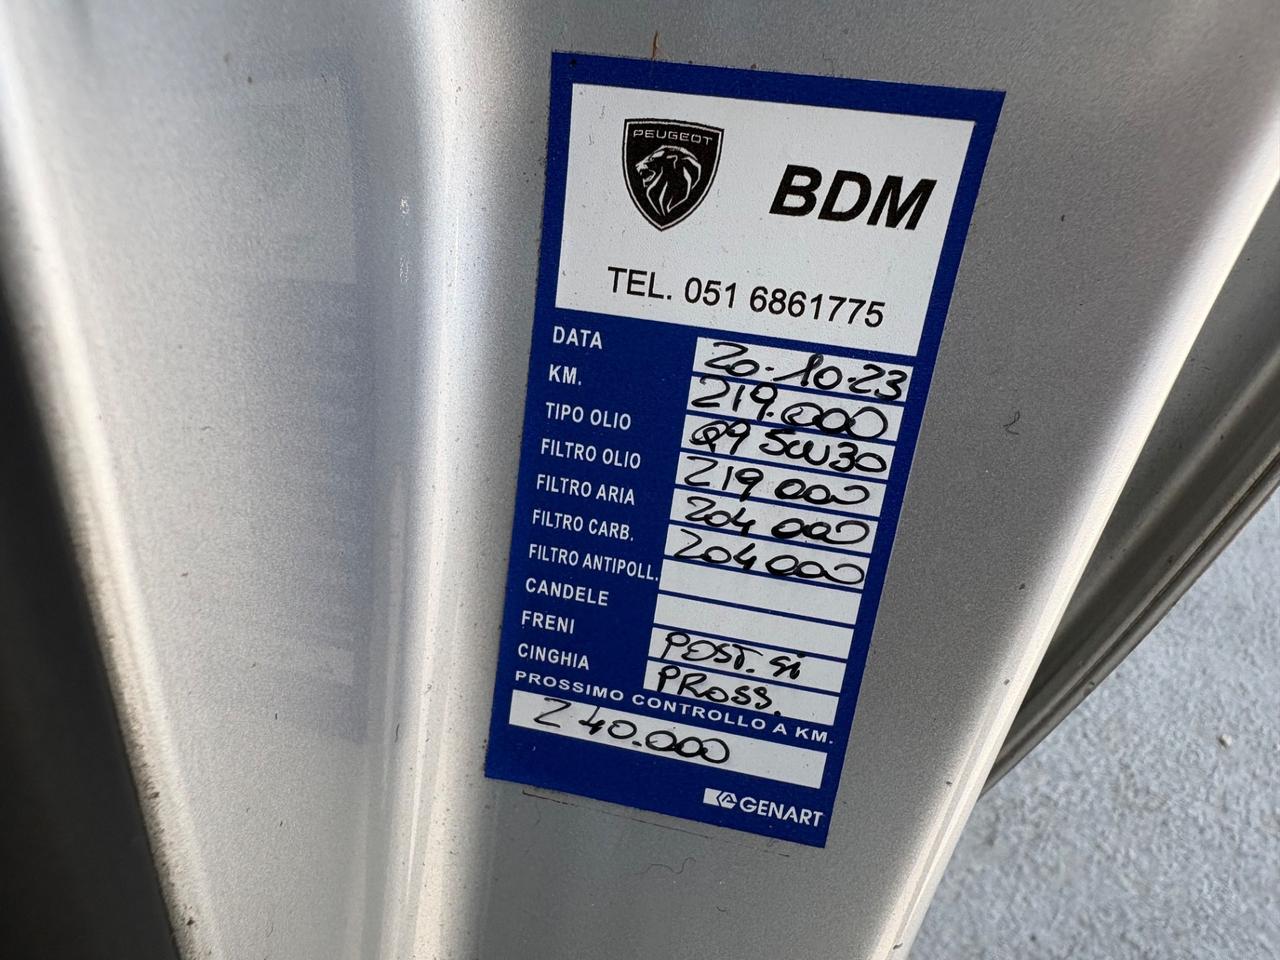 PEUGEOT
BDM
TEL. 051 6861775
DATA 20-10-23
KM. 219.000
TIPO OLIO Q9 5W30
FILTRO OLIO 219 000
FILTRO ARIA 204 000
FILTRO CARB. 204 000
FILTRO ANTIPOLL.
CANDELE
FRENI POST. si
CINGHIA PROSS.
PROSSIMO CONTROLLO A KM.
240.000
GENART